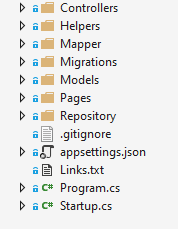 Controllers
Helpers
Mapper
Migrations
Models
Pages
Repository
.gitignore
appsettings.json
Links.txt
C# Program.cs
C# Startup.cs